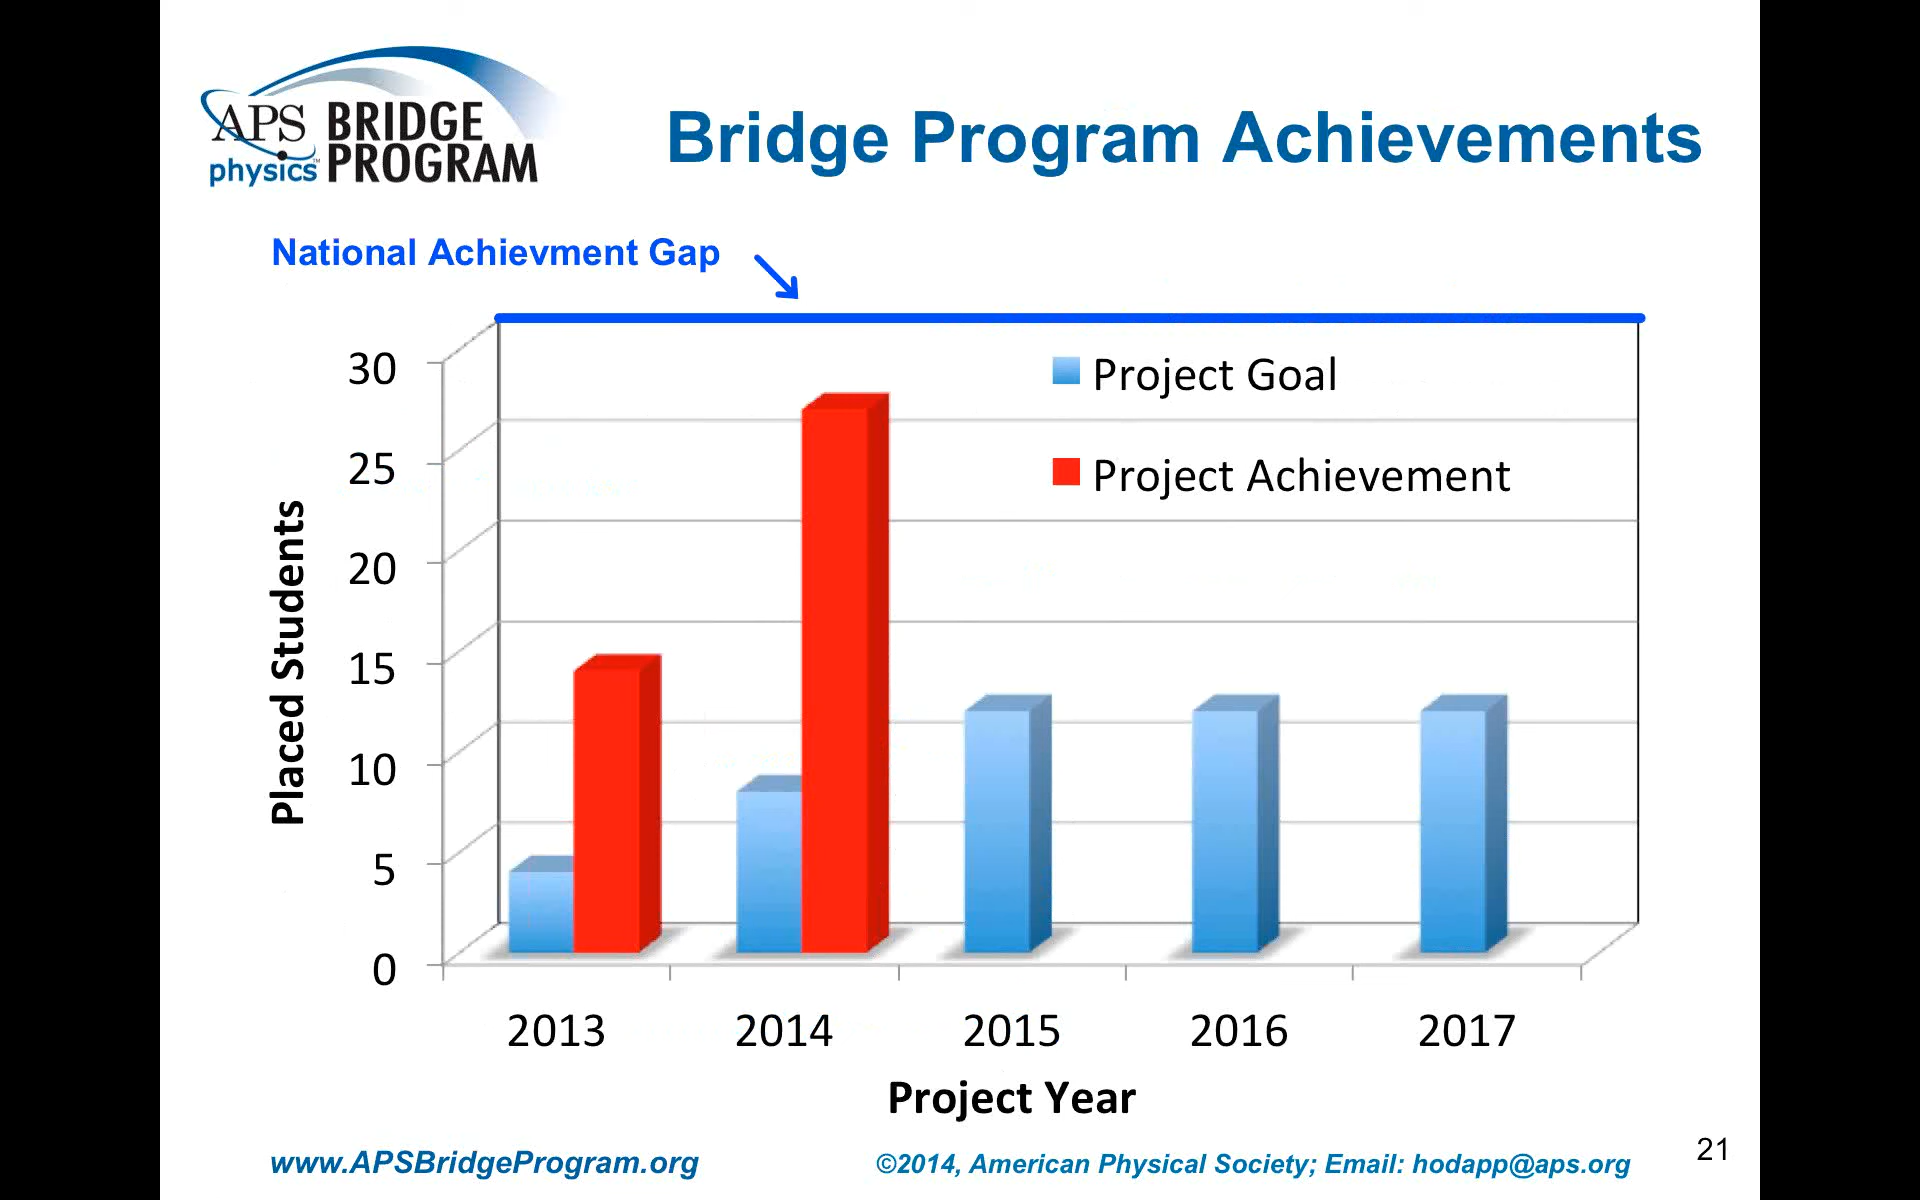 APS BRIDGE
physics™ PROGRAM
Bridge Program Achievements
National Achievment Gap
30
25
20
15
10
5
0
Placed Students
Project Goal
Project Achievement
2013 2014 2015 2016 2017
Project Year
www.APSBridgeProgram.org
©2014, American Physical Society; Email: hodapp@aps.org
21